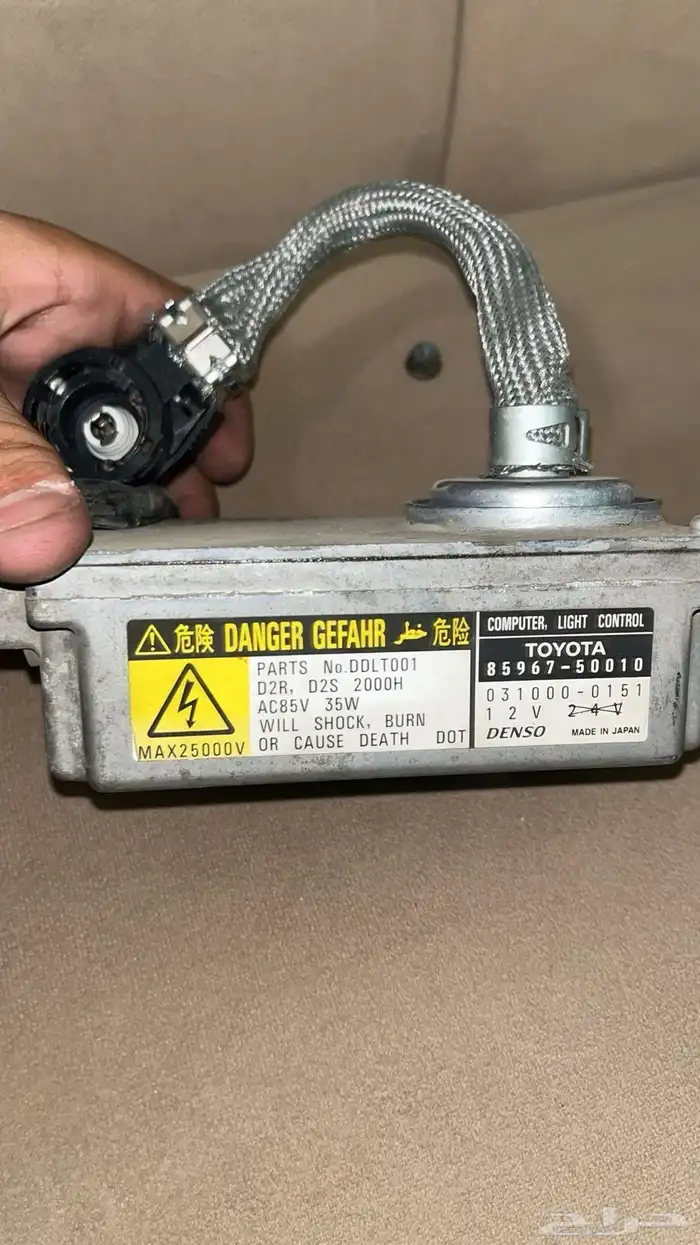 危険 DANGER GEFAHR خطر 危险
PARTS No.DDLT001
D2R, D2S 2000H
AC85V 35W
WILL SHOCK, BURN
OR CAUSE DEATH DOT
MAX25000V
COMPUTER, LIGHT CONTROL
TOYOTA
85967-50010
031000-0151
12V 24V
DENSO MADE IN JAPAN
حراج